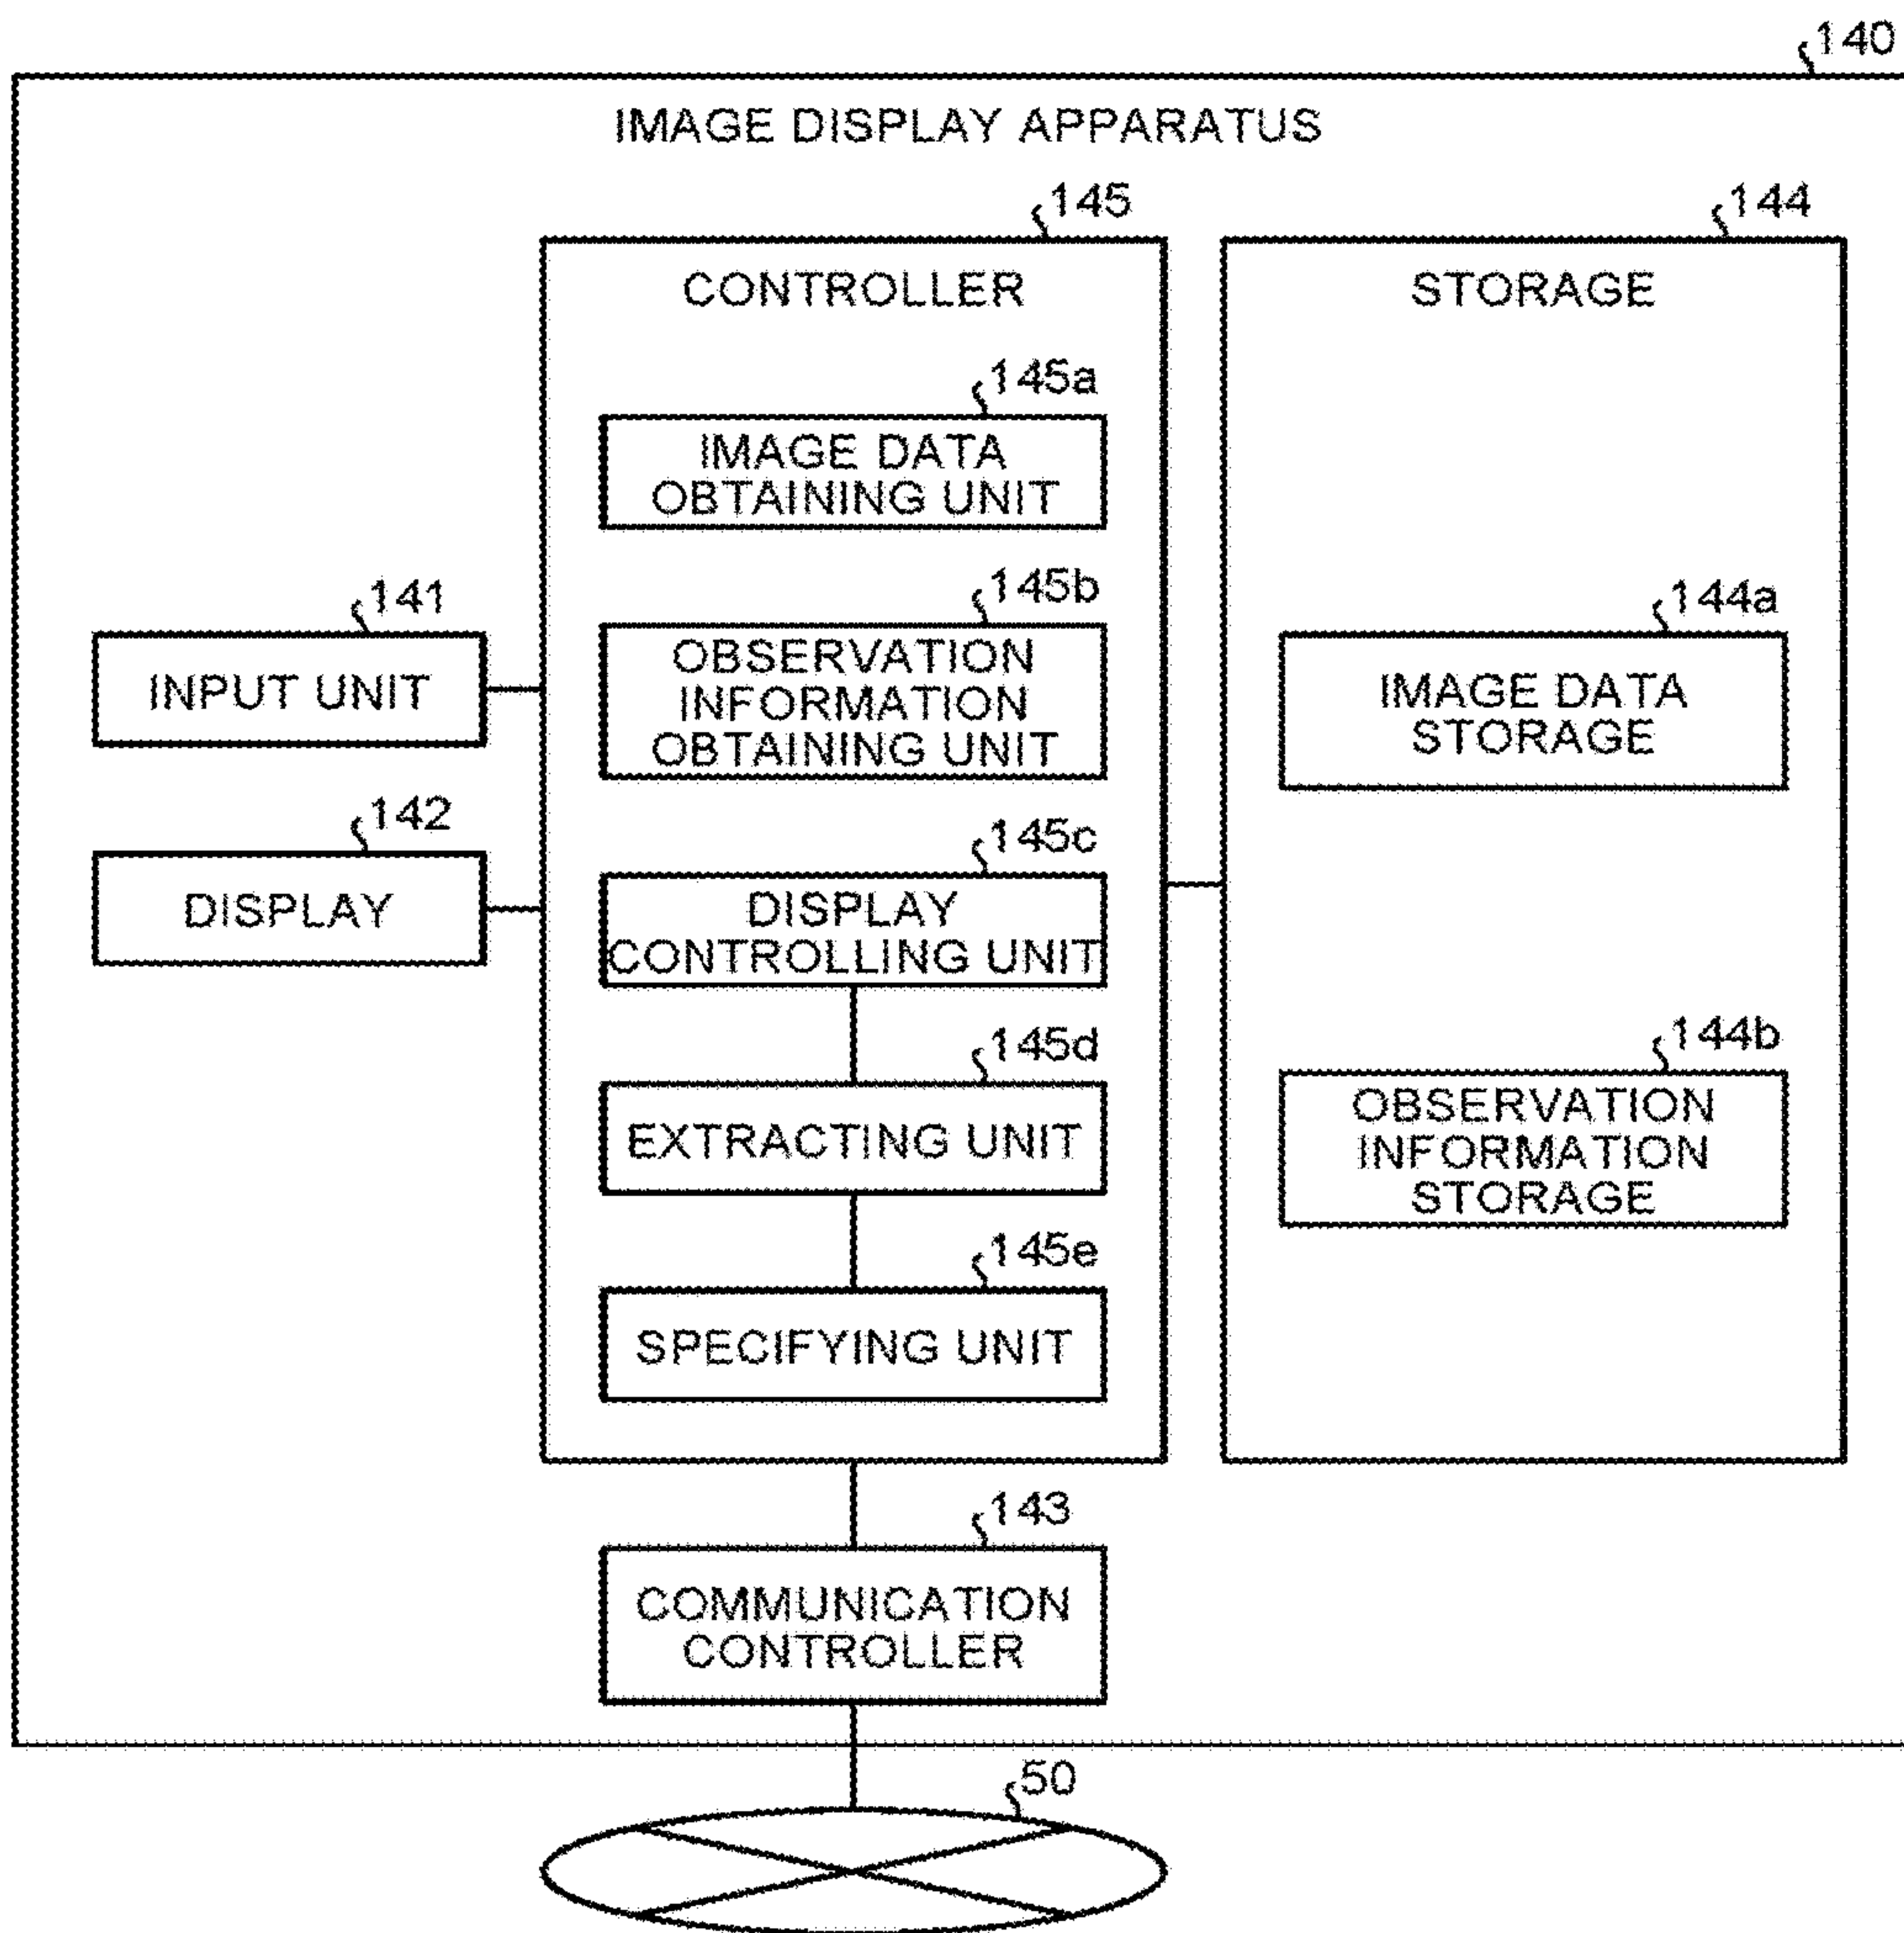 140
IMAGE DISPLAY APPARATUS
145
CONTROLLER
145a
IMAGE DATA
OBTAINING UNIT
145b
OBSERVATION
INFORMATION
OBTAINING UNIT
145c
DISPLAY
CONTROLLING UNIT
145d
EXTRACTING UNIT
145e
SPECIFYING UNIT
144
STORAGE
144a
IMAGE DATA
STORAGE
144b
OBSERVATION
INFORMATION
STORAGE
141
INPUT UNIT
142
DISPLAY
143
COMMUNICATION
CONTROLLER
50